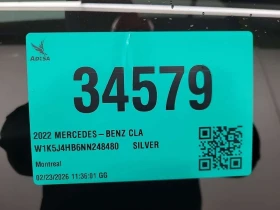 ADESA
34579
2022 MERCEDES-BENZ CLA
W1K5J4HB6NN248480 SILVER
Montreal
02/23/2026 11:36:01 GG